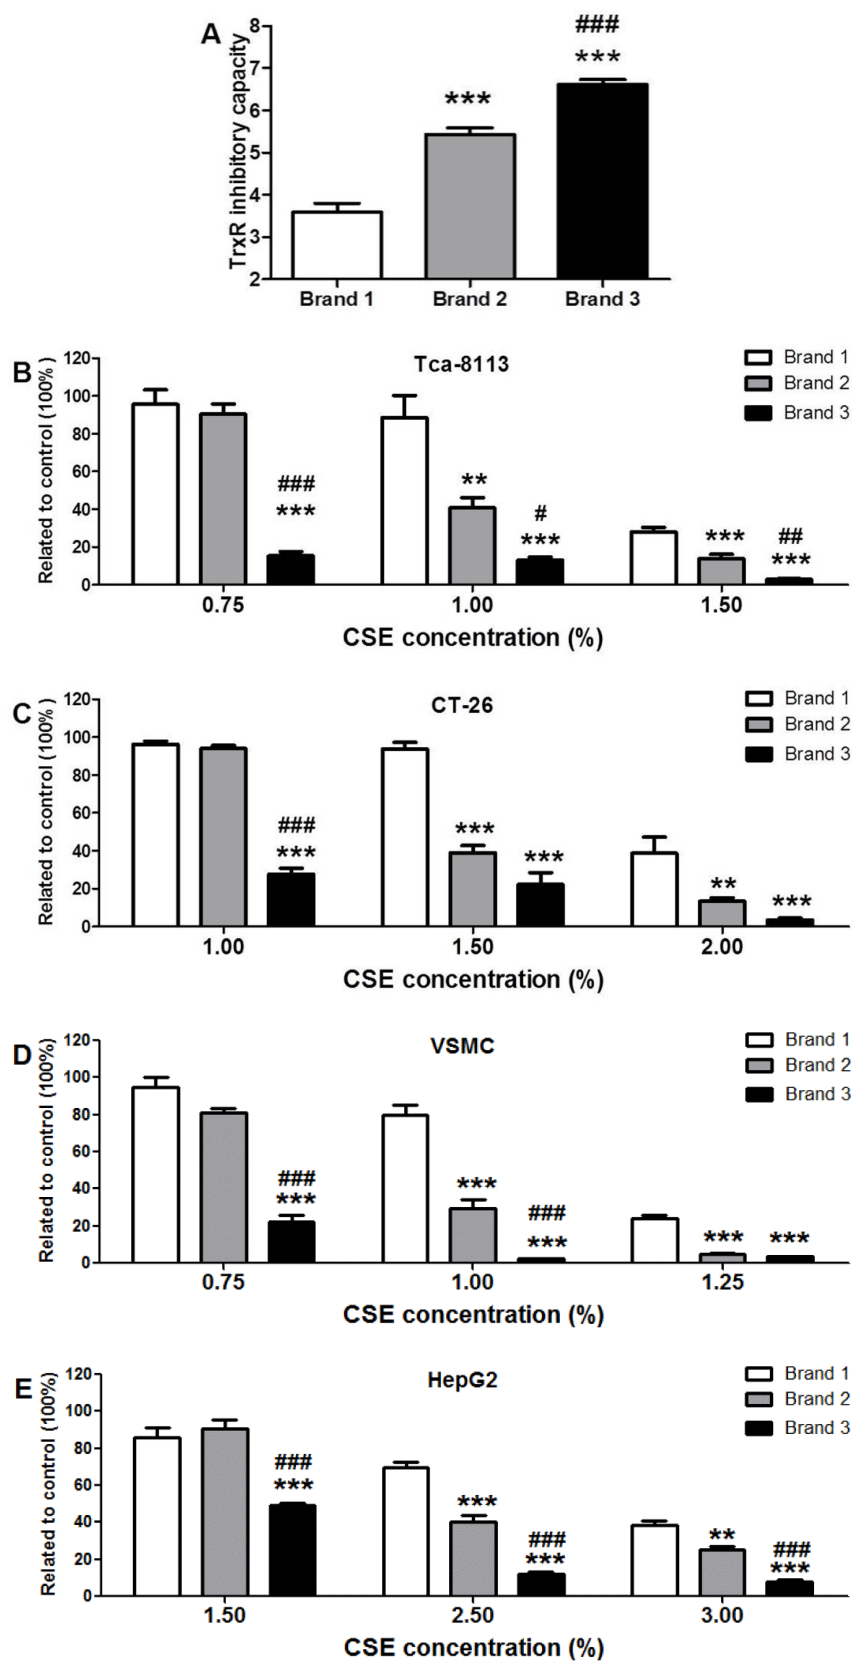 A
TrxR inhibitory capacity
8
7
6
5
4
3
2
***
###
***
Brand 1
Brand 2
Brand 3
B
Tca-8113
Related to control (100% )
120
100
80
60
40
20
0
Brand 1
Brand 2
Brand 3
###
***
**
#
***
***
##
***
0.75
1.00
1.50
CSE concentration (%)
C
CT-26
Related to control (100% )
120
100
80
60
40
20
0
Brand 1
Brand 2
Brand 3
###
***
***
***
**
***
1.00
1.50
2.00
CSE concentration (%)
D
VSMC
Related to control (100%)
120
100
80
60
40
20
0
Brand 1
Brand 2
Brand 3
###
***
***
###
***
***
***
0.75
1.00
1.25
CSE concentration (%)
E
HepG2
Related to control (100%)
120
100
80
60
40
20
0
Brand 1
Brand 2
Brand 3
###
***
***
###
***
**
###
***
1.50
2.50
3.00
CSE concentration (%)